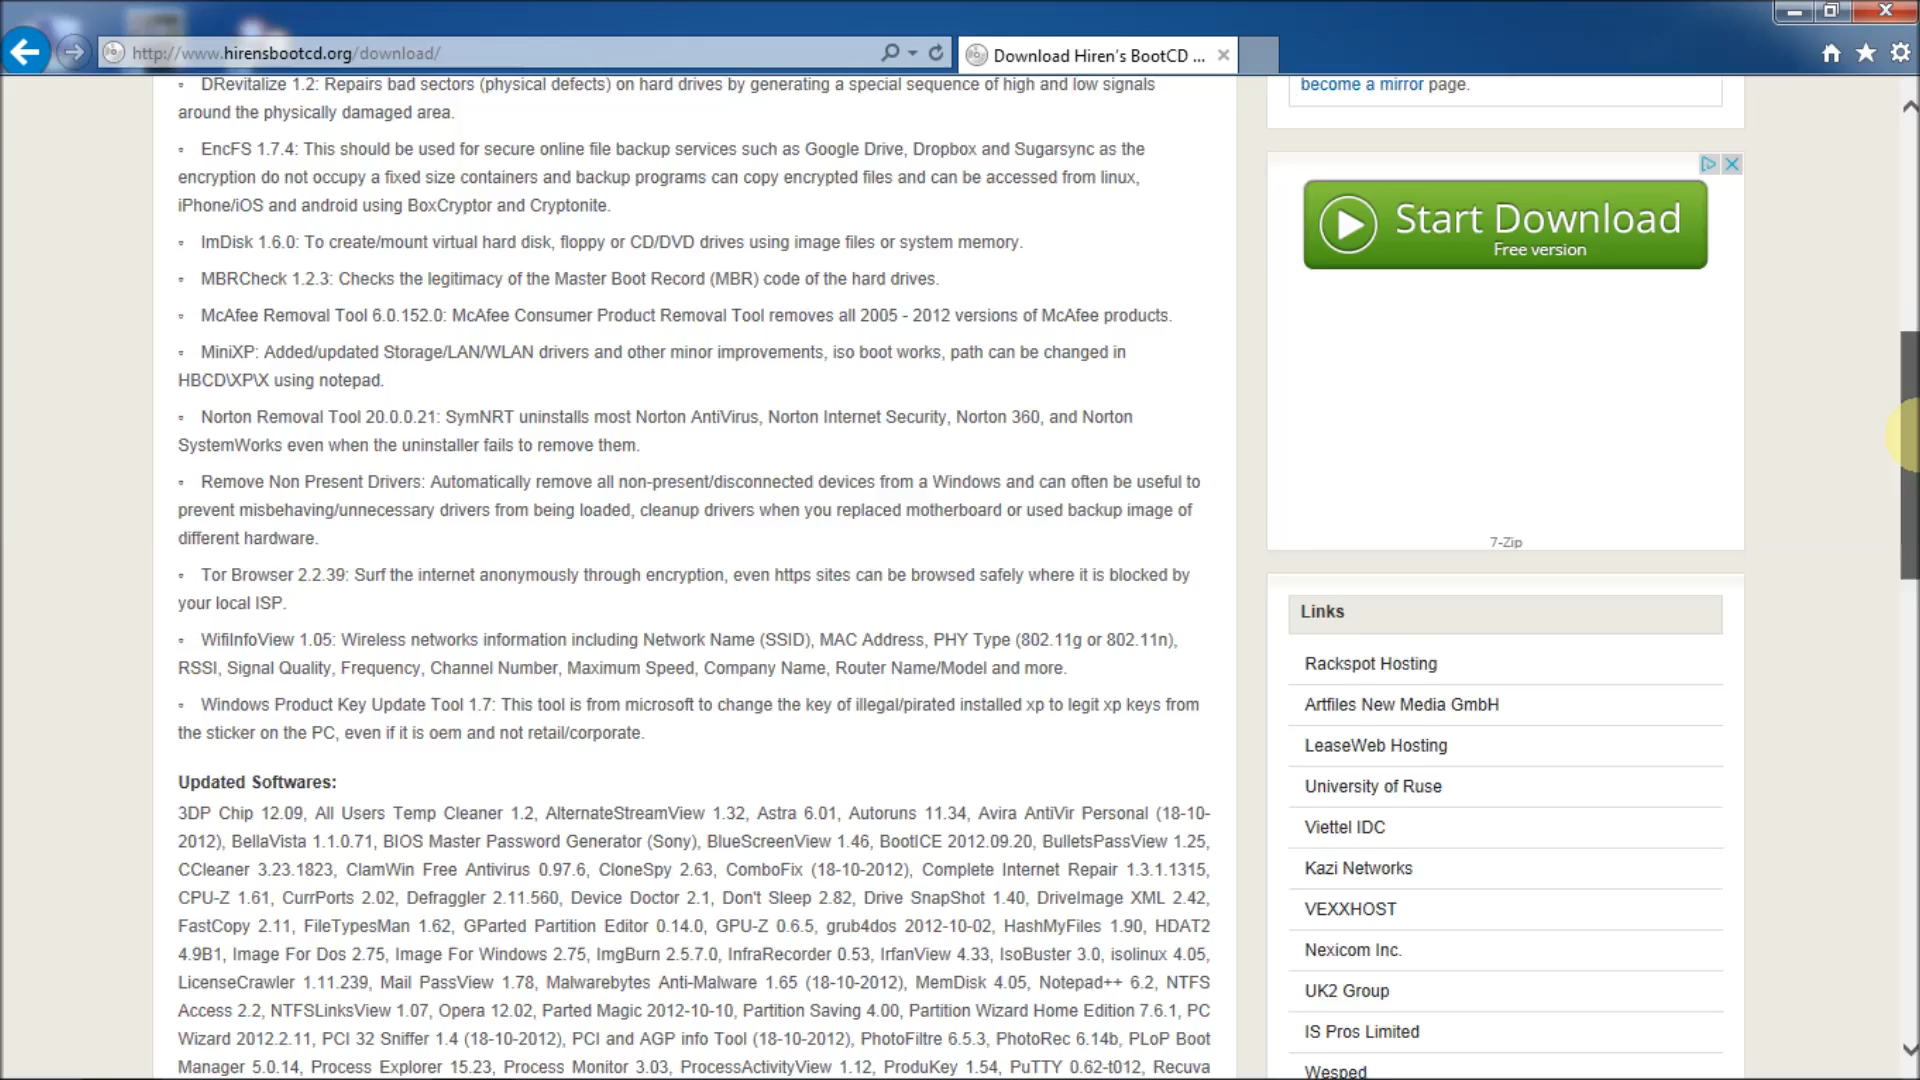 http://www.hirensbootcd.org/download/
Download Hiren's BootCD ...
DRevitalize 1.2: Repairs bad sectors (physical defects) on hard drives by generating a special sequence of high and low signals
around the physically damaged area.
EncFS 1.7.4: This should be used for secure online file backup services such as Google Drive, Dropbox and Sugarsync as the
encryption do not occupy a fixed size containers and backup programs can copy encrypted files and can be accessed from linux,
iPhone/iOS and android using BoxCryptor and Cryptonite.
ImDisk 1.6.0: To create/mount virtual hard disk, floppy or CD/DVD drives using image files or system memory.
MBRCheck 1.2.3: Checks the legitimacy of the Master Boot Record (MBR) code of the hard drives.
McAfee Removal Tool 6.0.152.0: McAfee Consumer Product Removal Tool removes all 2005 - 2012 versions of McAfee products.
MiniXP: Added/updated Storage/LAN/WLAN drivers and other minor improvements, iso boot works, path can be changed in
HBCD\XP\X using notepad.
Norton Removal Tool 20.0.0.21: SymNRT uninstalls most Norton AntiVirus, Norton Internet Security, Norton 360, and Norton
SystemWorks even when the uninstaller fails to remove them.
Remove Non Present Drivers: Automatically remove all non-present/disconnected devices from a Windows and can often be useful to
prevent misbehaving/unnecessary drivers from being loaded, cleanup drivers when you replaced motherboard or used backup image of
different hardware.
Tor Browser 2.2.39: Surf the internet anonymously through encryption, even https sites can be browsed safely where it is blocked by
your local ISP.
WifiInfoView 1.05: Wireless networks information including Network Name (SSID), MAC Address, PHY Type (802.11g or 802.11n),
RSSI, Signal Quality, Frequency, Channel Number, Maximum Speed, Company Name, Router Name/Model and more.
Windows Product Key Update Tool 1.7: This tool is from microsoft to change the key of illegal/pirated installed xp to legit xp keys from
the sticker on the PC, even if it is oem and not retail/corporate.
Updated Softwares:
3DP Chip 12.09, All Users Temp Cleaner 1.2, AlternateStreamView 1.32, Astra 6.01, Autoruns 11.34, Avira AntiVir Personal (18-10-
2012), BellaVista 1.1.0.71, BIOS Master Password Generator (Sony), BlueScreenView 1.46, BootICE 2012.09.20, BulletsPassView 1.25,
CCleaner 3.23.1823, ClamWin Free Antivirus 0.97.6, CloneSpy 2.63, ComboFix (18-10-2012), Complete Internet Repair 1.3.1.1315,
CPU-Z 1.61, CurrPorts 2.02, Defraggler 2.11.560, Device Doctor 2.1, Don't Sleep 2.82, Drive SnapShot 1.40, DriveImage XML 2.42,
FastCopy 2.11, FileTypesMan 1.62, GParted Partition Editor 0.14.0, GPU-Z 0.6.5, grub4dos 2012-10-02, HashMyFiles 1.90, HDAT2
4.9B1, Image For Dos 2.75, Image For Windows 2.75, ImgBurn 2.5.7.0, InfraRecorder 0.53, IrfanView 4.33, IsoBuster 3.0, isolinux 4.05,
LicenseCrawler 1.11.239, Mail PassView 1.78, Malwarebytes Anti-Malware 1.65 (18-10-2012), MemDisk 4.05, Notepad++ 6.2, NTFS
Access 2.2, NTFSLinksView 1.07, Opera 12.02, Parted Magic 2012-10-10, Partition Saving 4.00, Partition Wizard Home Edition 7.6.1, PC
Wizard 2012.2.11, PCI 32 Sniffer 1.4 (18-10-2012), PCI and AGP info Tool (18-10-2012), PhotoFiltre 6.5.3, PhotoRec 6.14b, PLoP Boot
Manager 5.0.14, Process Explorer 15.23, Process Monitor 3.03, ProcessActivityView 1.12, ProduKey 1.54, PuTTY 0.62-t012, Recuva
become a mirror page.
Start Download
Free version
7-Zip
Links
Rackspot Hosting
Artfiles New Media GmbH
LeaseWeb Hosting
University of Ruse
Viettel IDC
Kazi Networks
VEXXHOST
Nexicom Inc.
UK2 Group
IS Pros Limited
Wesped